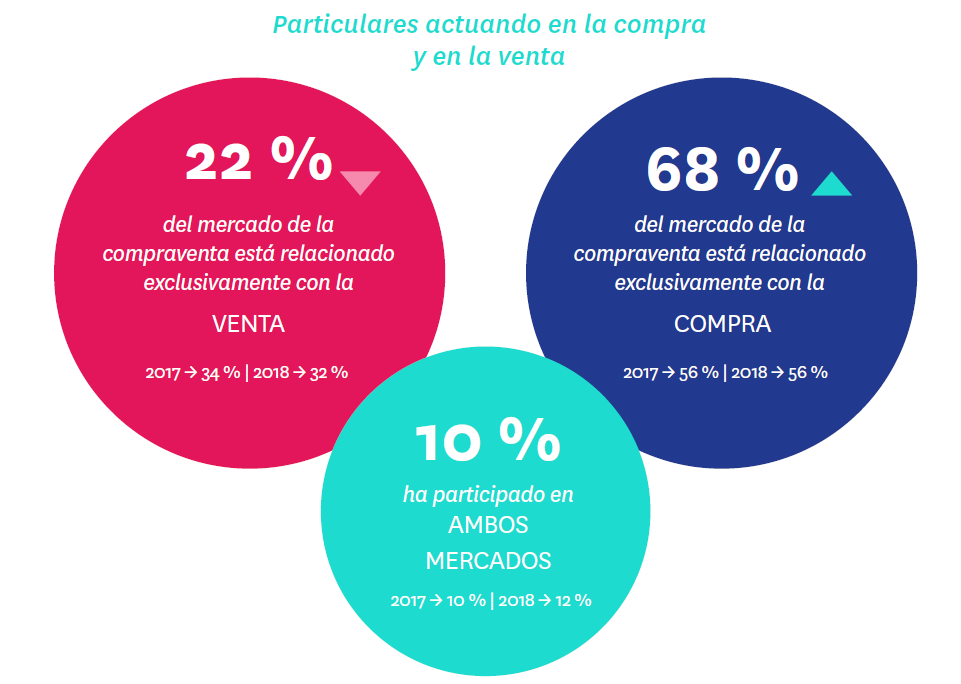 Particulares actuando en la compra
y en la venta
22 %
del mercado de la
compraventa está relacionado
exclusivamente con la
VENTA
2017 → 34 % | 2018 → 32 %
68 %
del mercado de la
compraventa está relacionado
exclusivamente con la
COMPRA
2017 → 56 % | 2018 → 56 %
10 %
ha participado en
AMBOS
MERCADOS
2017 → 10 % | 2018 → 12 %